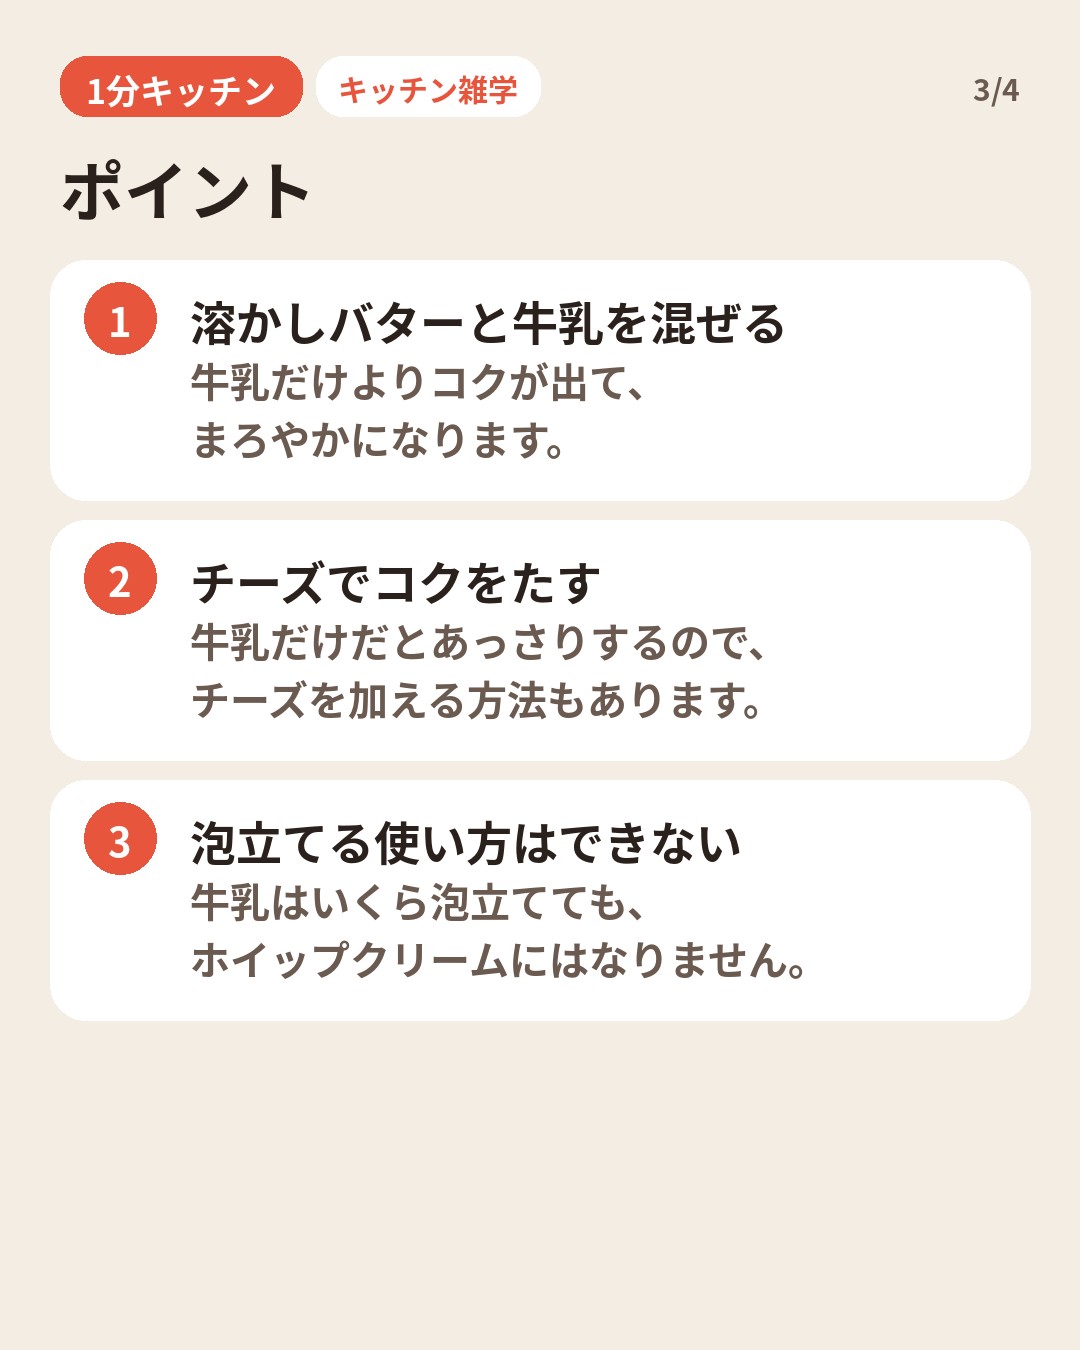 1分キッチン
キッチン雑学
3/4
ポイント
1
溶かしバターと牛乳を混ぜる
牛乳だけよりコクが出て、
まろやかになります。
2
チーズでコクをたす
牛乳だけだとあっさりするので、
チーズを加える方法もあります。
3
泡立てる使い方はできない
牛乳はいくら泡立てても、
ホイップクリームにはなりません。